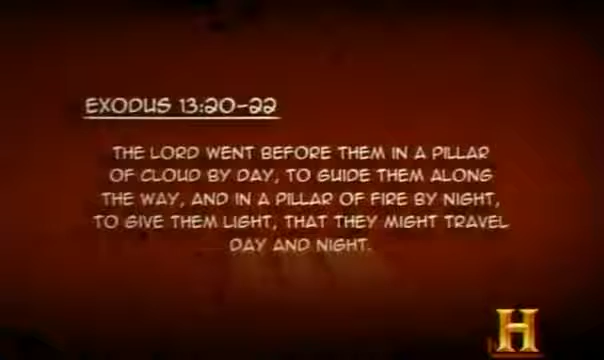 EXODUS 13:20-22
THE LORD WENT BEFORE THEM IN A PILLAR
OF CLOUD BY DAY, TO GUIDE THEM ALONG
THE WAY, AND IN A PILLAR OF FIRE BY NIGHT,
TO GIVE THEM LIGHT, THAT THEY MIGHT TRAVEL
DAY AND NIGHT.
H